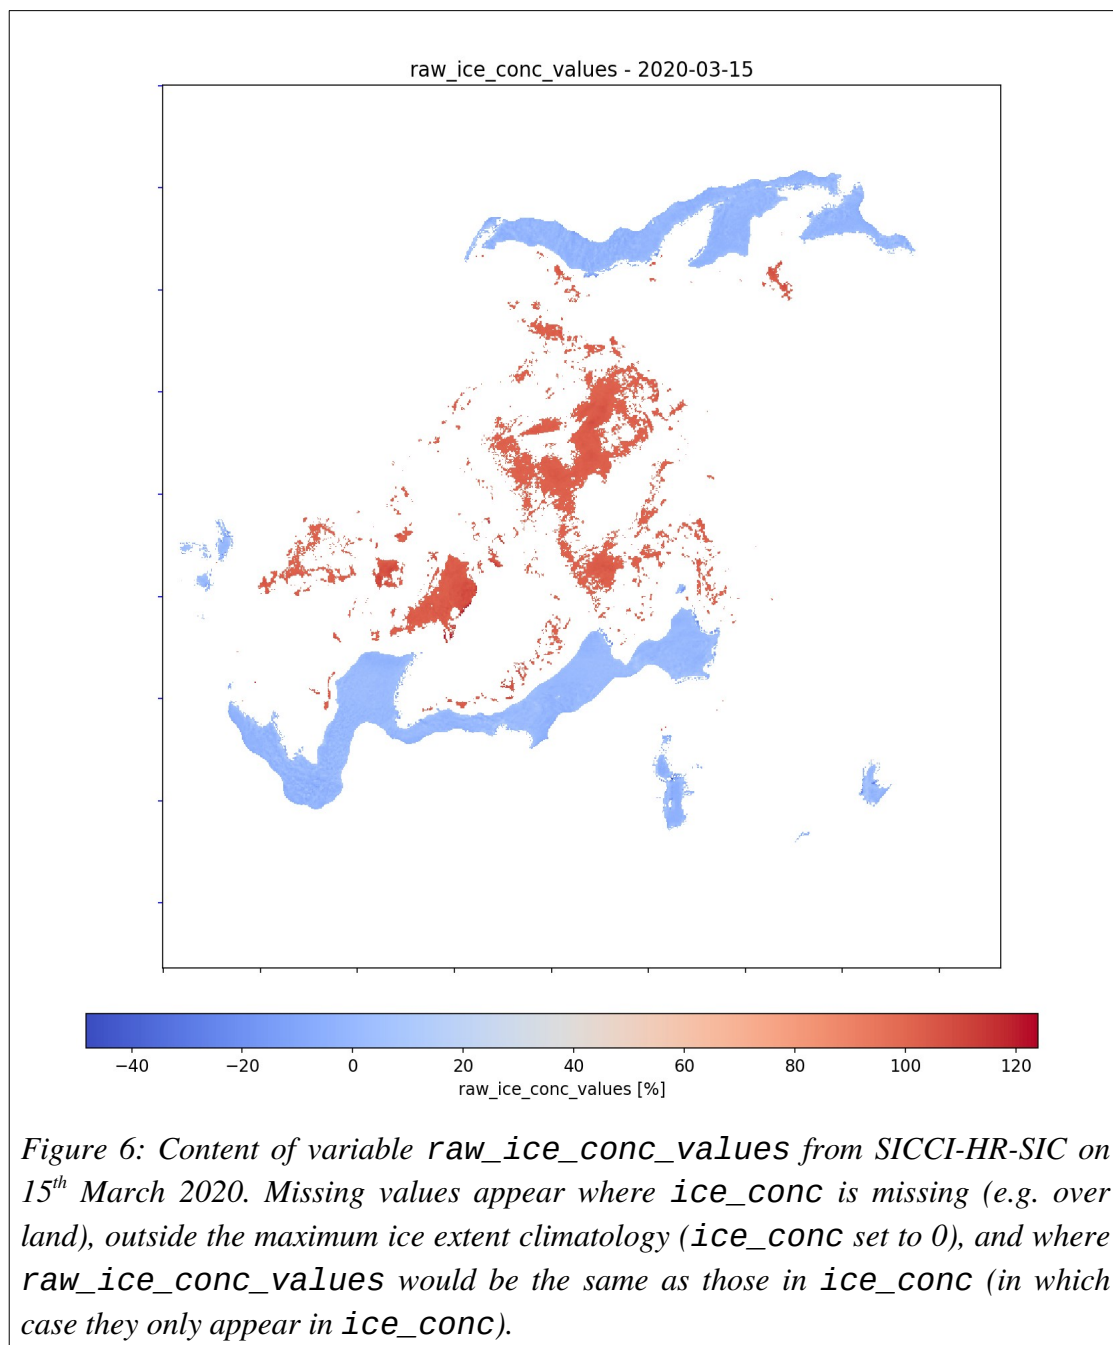 raw_ice_conc_values - 2020-03-15
−40 −20 0 20 40 60 80 100 120
raw_ice_conc_values [%]
Figure 6: Content of variable raw_ice_conc_values from SICCI-HR-SIC on
15th March 2020. Missing values appear where ice_conc is missing (e.g. over
land), outside the maximum ice extent climatology (ice_conc set to 0), and where
raw_ice_conc_values would be the same as those in ice_conc (in which
case they only appear in ice_conc).